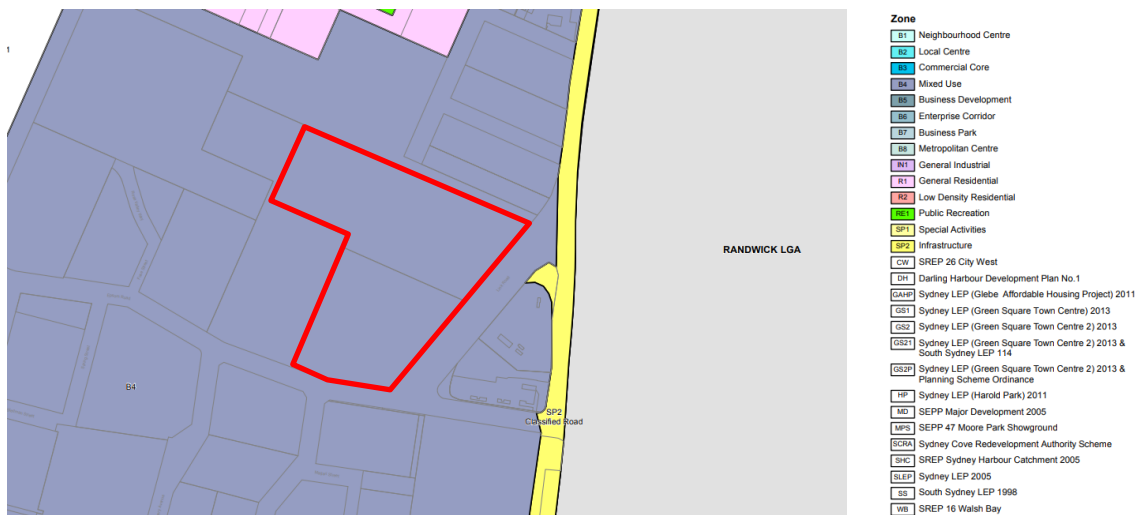 1
RANDWICK LGA
B4
SP2
Classified Road
Zone
B1 Neighbourhood Centre
B2 Local Centre
B3 Commercial Core
B4 Mixed Use
B5 Business Development
B6 Enterprise Corridor
B7 Business Park
B8 Metropolitan Centre
IN1 General Industrial
R1 General Residential
R2 Low Density Residential
RE1 Public Recreation
SP1 Special Activities
SP2 Infrastructure
CW SREP 26 City West
DH Darling Harbour Development Plan No.1
GAHP Sydney LEP (Glebe Affordable Housing Project) 2011
GS1 Sydney LEP (Green Square Town Centre) 2013
GS2 Sydney LEP (Green Square Town Centre 2) 2013
GS21 Sydney LEP (Green Square Town Centre 2) 2013 &
South Sydney LEP 114
GS2P Sydney LEP (Green Square Town Centre 2) 2013 &
Planning Scheme Ordinance
HP Sydney LEP (Harold Park) 2011
MD SEPP Major Development 2005
MPS SEPP 47 Moore Park Showground
SCRA Sydney Cove Redevelopment Authority Scheme
SHC SREP Sydney Harbour Catchment 2005
SLEP Sydney LEP 2005
SS South Sydney LEP 1998
WB SREP 16 Walsh Bay